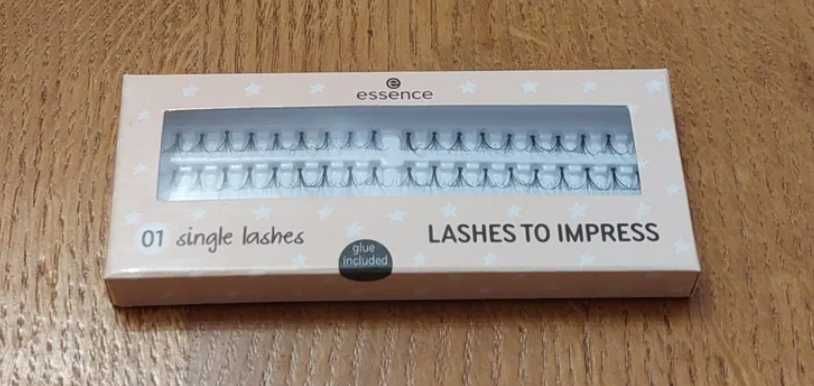 essence
01 single lashes
glue
included
LASHES TO IMPRESS